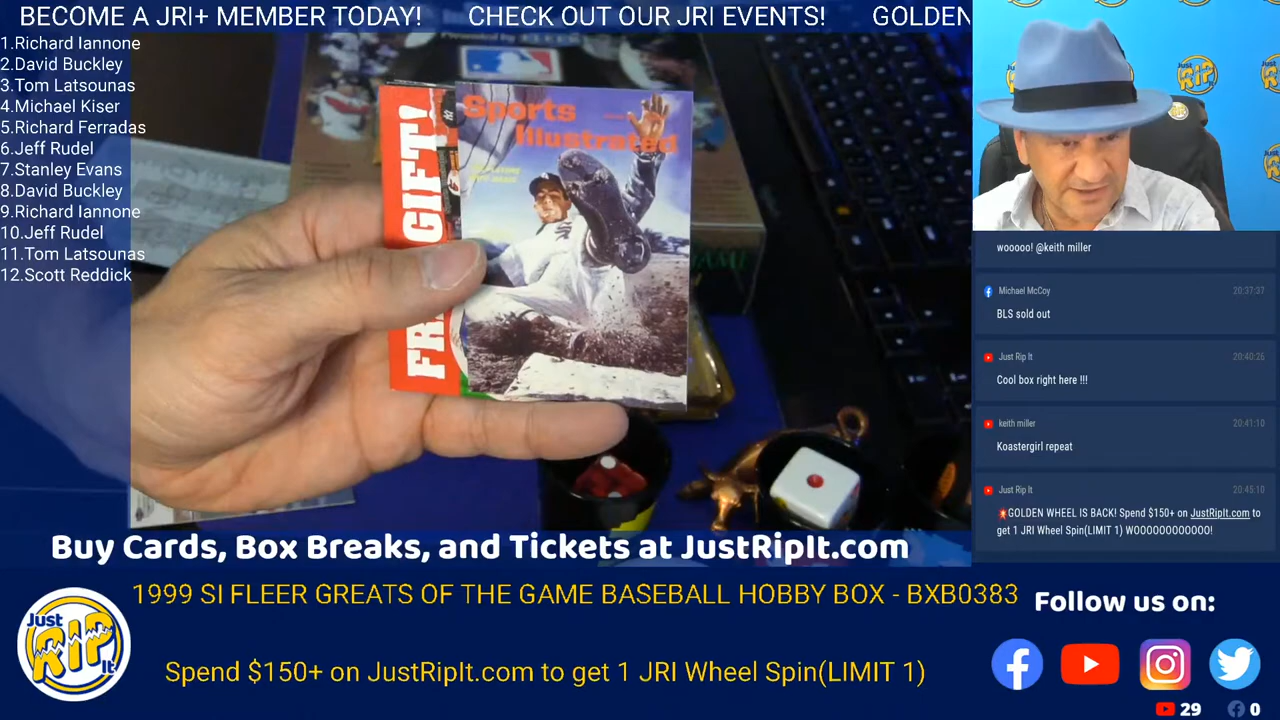 BECOME A JRI+ MEMBER TODAY! CHECK OUT OUR JRI EVENTS! GOLDEN
1.Richard Iannone
2.David Buckley
3.Tom Latsounas
4.Michael Kiser
5.Richard Ferradas
6.Jeff Rudel
7.Stanley Evans
8.David Buckley
9.Richard Iannone
10.Jeff Rudel
11.Tom Latsounas
12.Scott Reddick
Sports
Illustrated
GIFT!
wooooo! @keith miller
Michael McCoy 20:37:37
BLS sold out
Just Rip It 20:40:26
Cool box right here !!!
keith miller 20:41:10
Koastergirl repeat
Just Rip It 20:45:10
GOLDEN WHEEL IS BACK! Spend $150+ on JustRipIt.com to
get 1 JRI Wheel Spin(LIMIT 1) WOOOOOOOOOOO!
Buy Cards, Box Breaks, and Tickets at JustRipIt.com
Just
RIP
It
1999 SI FLEER GREATS OF THE GAME BASEBALL HOBBY BOX - BXB0383
Spend $150+ on JustRipIt.com to get 1 JRI Wheel Spin(LIMIT 1)
Follow us on:
29 0